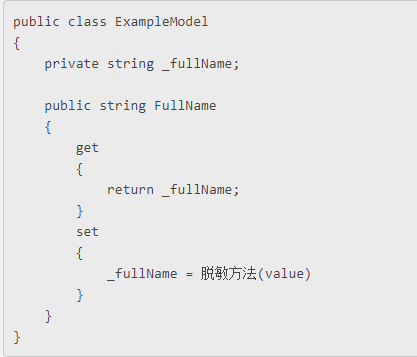 public class ExampleModel
{
    private string _fullName;

    public string FullName
    {
        get
        {
            return _fullName;
        }
        set
        {
            _fullName = 脱敏方法(value)
        }
    }
}